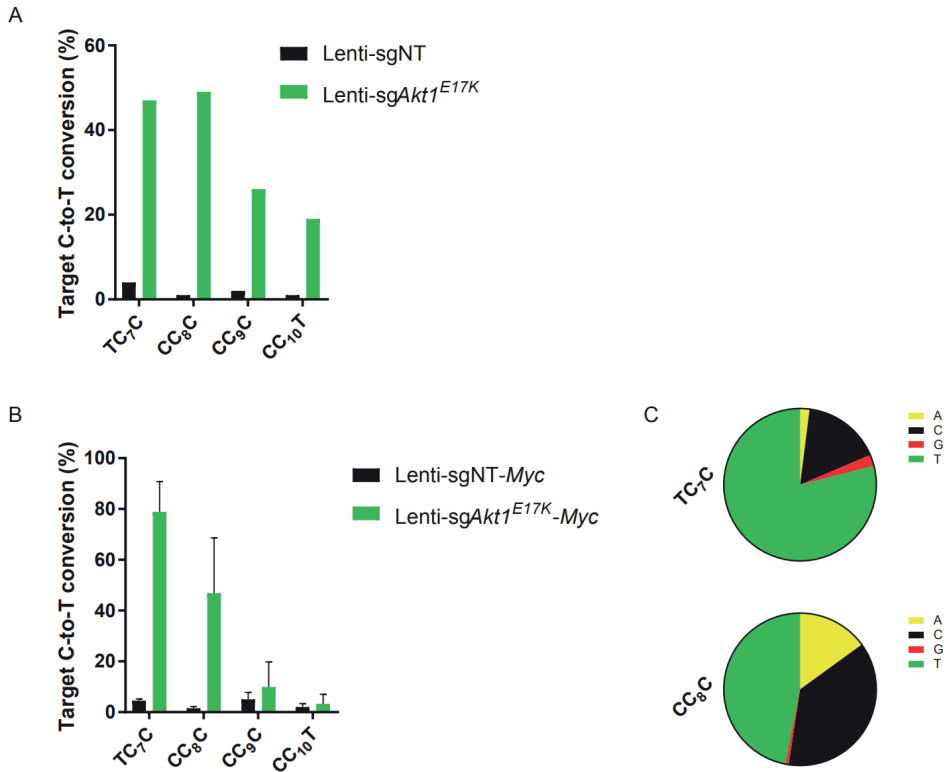 A
Target C-to-T conversion (%)
60
40
20
0
TC₇C
CC₈C
CC₉C
CC₁₀T
Lenti-sgNT
Lenti-sgAkt1ᴱ¹⁷ᴷ
B
Target C-to-T conversion (%)
100
80
60
40
20
0
TC₇C
CC₈C
CC₉C
CC₁₀T
Lenti-sgNT-Myc
Lenti-sgAkt1ᴱ¹⁷ᴷ-Myc
C
TC₇C
A
C
G
T
CC₈C
A
C
G
T